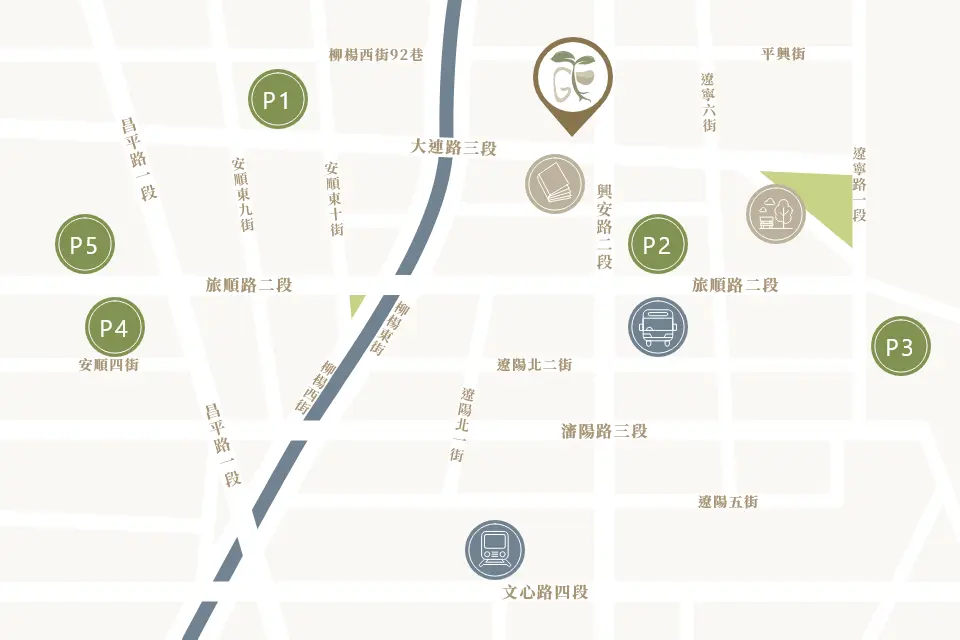 柳楊西街92巷
平興街
遼寧六街
P1
昌平路一段
大連路三段
遼寧路一段
安順東九街
安順東十街
興安路二段
P5
P2
旅順路二段
旅順路二段
柳楊東街
P4
P3
安順四街
柳楊西街
遼陽北二街
遼陽北一街
昌平路一段
瀋陽路三段
遼陽五街
文心路四段